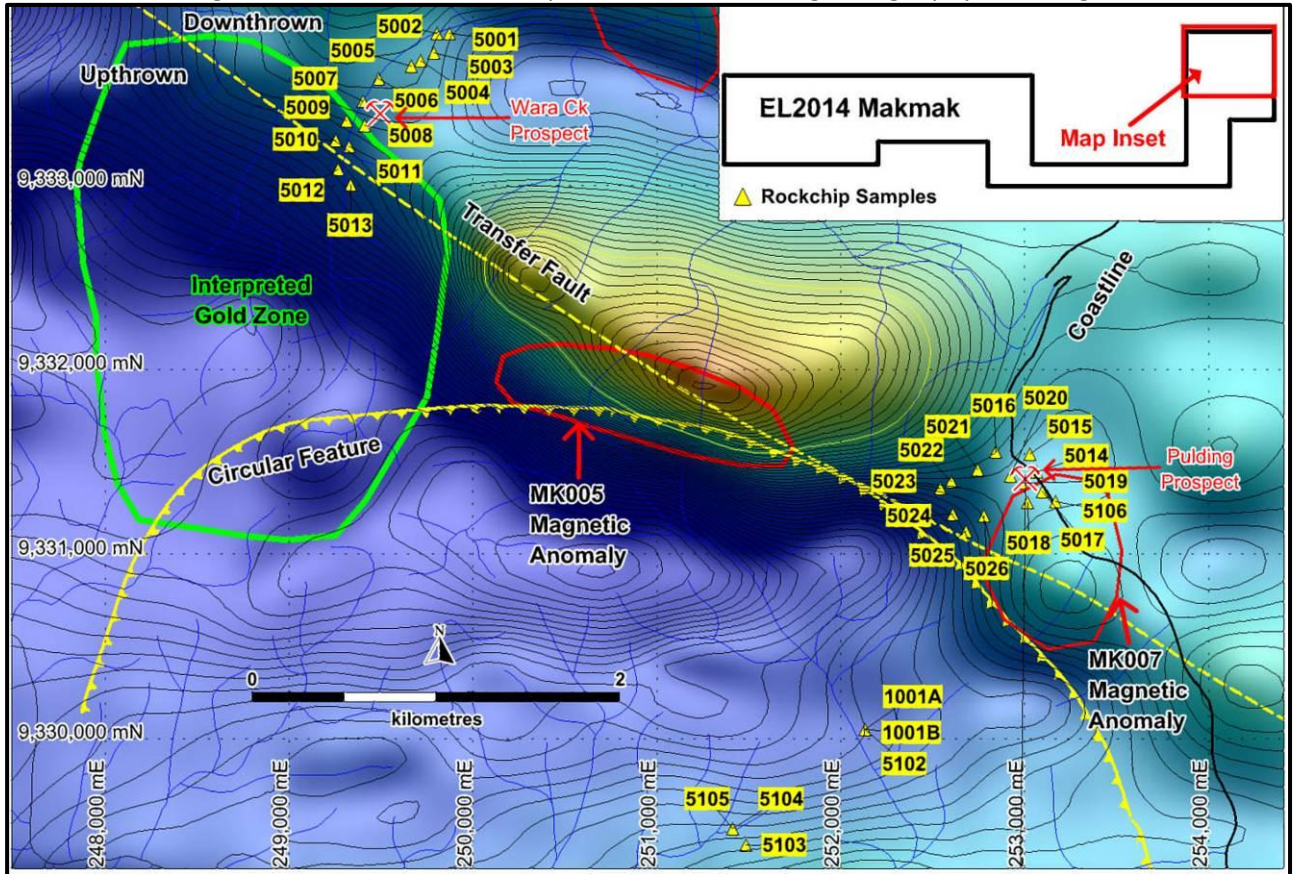 Downthrown
Upthrown
5002
5001
5005
5003
5007
5006
5004
5009
5008
5010
5011
5012
5013
Wara Ck
Prospect
EL2014 Makmak
Map Inset
Rockchip Samples
9,333,000 mN
Interpreted
Gold Zone
Transfer Fault
Coastline
9,332,000 mN
Circular Feature
MK005
Magnetic
Anomaly
5020
5016
5015
5021
5022
5014
5023
5019
5024
5106
5025
5018
5017
5026
Pulding
Prospect
9,331,000 mN
N
0
2
kilometres
MK007
Magnetic
Anomaly
1001A
1001B
5102
9,330,000 mN
5105
5104
5103
248,000 mE
249,000 mE
250,000 mE
251,000 mE
252,000 mE
253,000 mE
254,000 mE